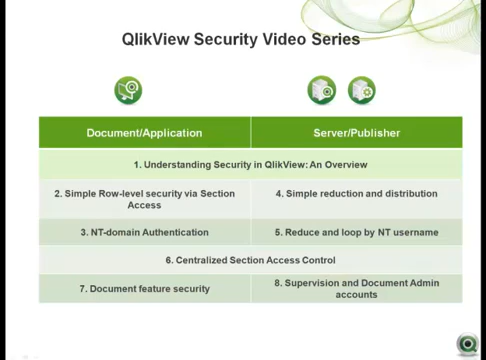 QlikView Security Video Series
Document/Application
Server/Publisher
1. Understanding Security in QlikView: An Overview
2. Simple Row-level security via Section
Access
4. Simple reduction and distribution
3. NT-domain Authentication
5. Reduce and loop by NT username
6. Centralized Section Access Control
7. Document feature security
8. Supervision and Document Admin
accounts